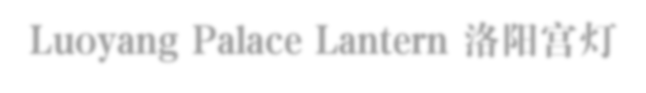 Luoyang Palace Lantern 洛阳宫灯